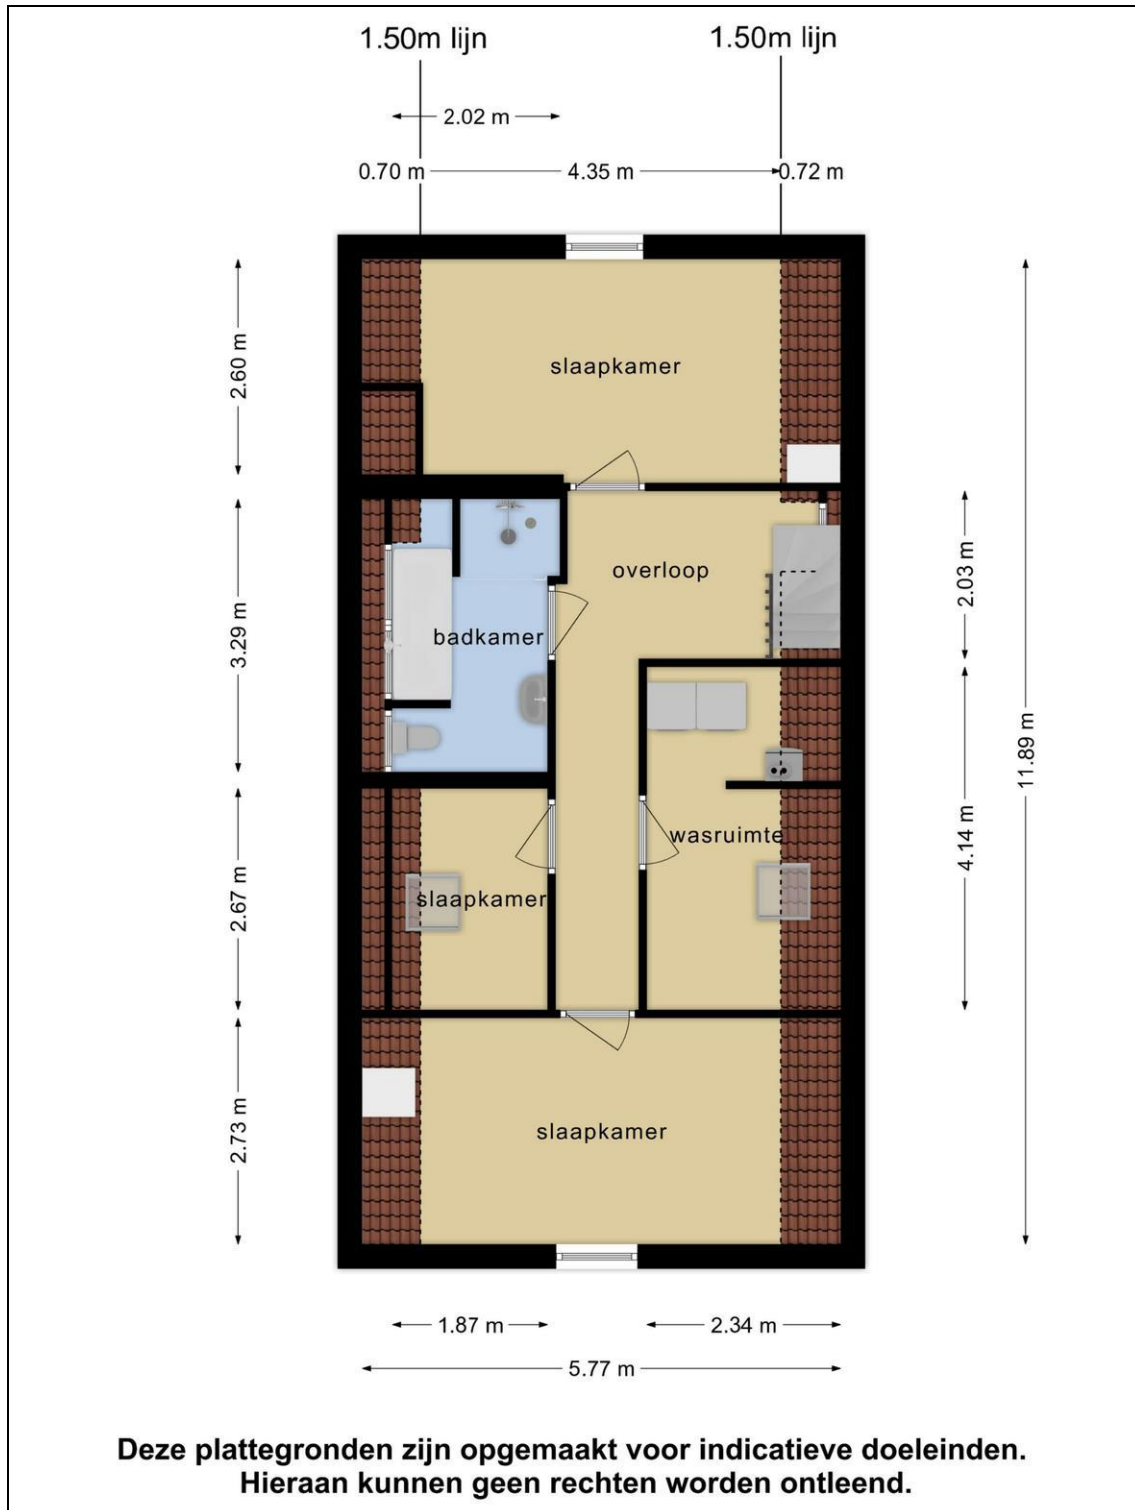 1.50m lijn 1.50m lijn
2.02 m
0.70 m 4.35 m 0.72 m
2.60 m
slaapkamer
overloop
2.03 m
badkamer
3.29 m
11.89 m
wasruimte
4.14 m
slaapkamer
2.67 m
slaapkamer
2.73 m
1.87 m 2.34 m
5.77 m
Deze plattegronden zijn opgemaakt voor indicatieve doeleinden.
Hieraan kunnen geen rechten worden ontleend.